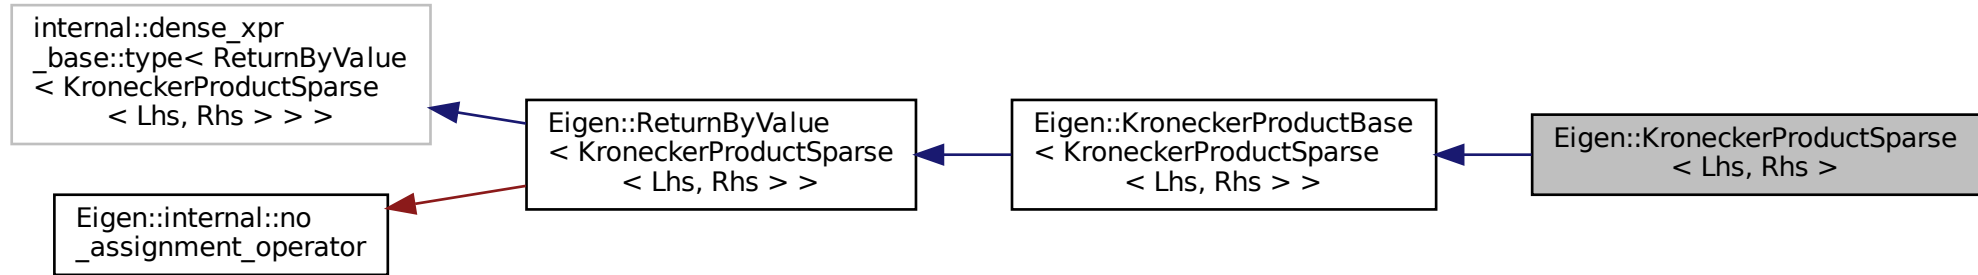 internal::dense_xpr
_base::type< ReturnByValue
< KroneckerProductSparse
< Lhs, Rhs > > >
Eigen::internal::no
_assignment_operator
Eigen::ReturnByValue
< KroneckerProductSparse
< Lhs, Rhs > >
Eigen::KroneckerProductBase
< KroneckerProductSparse
< Lhs, Rhs > >
Eigen::KroneckerProductSparse
< Lhs, Rhs >